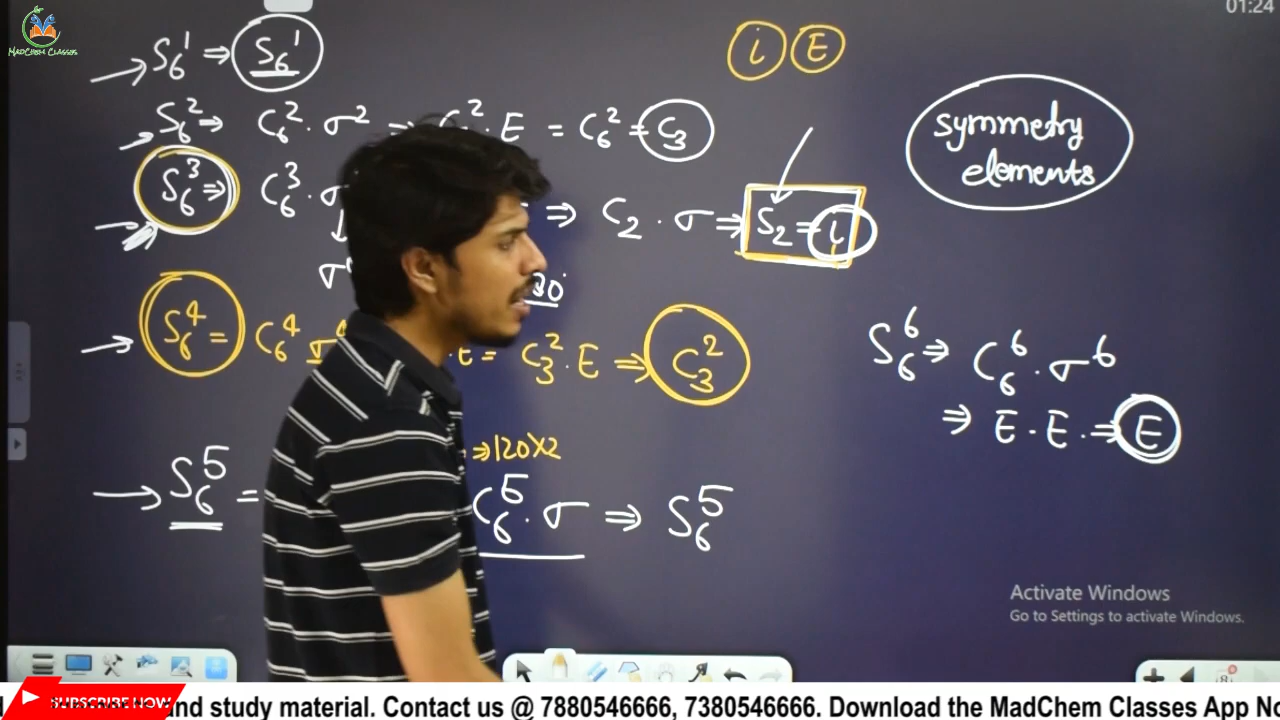 01:24
MadChem Classes
S₆¹ ⇒ S₆¹
i E
S₆² ⇒ C₆² · σ² ⇒ C₆² · E = C₆² = C₃
symmetry
elements
S₆³ ⇒ C₆³ · σ ⇒ C₂ · σ ⇒ S₂ = i
S₆⁴ = C₆⁴ σ⁴ · E = C₃² · E ⇒ C₃²
S₆⁶ ⇒ C₆⁶ · σ⁶
⇒ E · E · ⇒ E
⇒ 120×2
S₆⁵ = C₆⁵ · σ ⇒ S₆⁵
Activate Windows
Go to Settings to activate Windows.
SUBSCRIBE NOW
and study material. Contact us @ 7880546666, 7380546666. Download the MadChem Classes App No